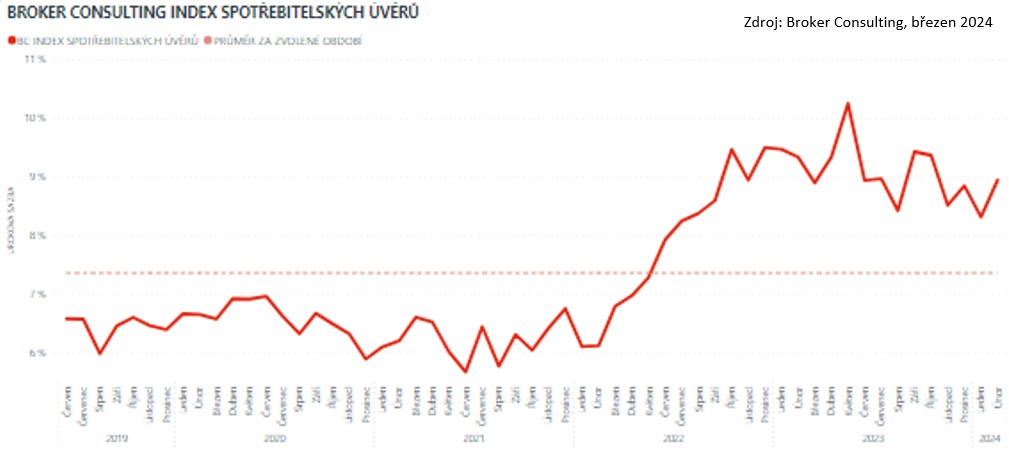 BROKER CONSULTING INDEX SPOTŘEBITELSKÝCH ÚVĚRŮ
Zdroj: Broker Consulting, březen 2024
BC INDEX SPOTŘEBITELSKÝCH ÚVĚRŮ PRŮMĚR ZA ZVOLENÉ OBDOBÍ
11 %
10 %
9 %
8 %
7 %
6 %
ÚROKOVÁ SAZBA
Červen Červenec Srpen Září Říjen Listopad Prosinec Leden Únor Březen Duben Květen Červen Červenec Srpen Září Říjen Listopad Prosinec Leden Únor Březen Duben Květen Červen Červenec Srpen Září Říjen Listopad Prosinec Leden Únor Březen Duben Květen Červen Červenec Srpen Září Říjen Listopad Prosinec Leden Únor Březen Duben Květen Červen Červenec Srpen Září Říjen Listopad Prosinec Leden Únor
2019 2020 2021 2022 2023 2024